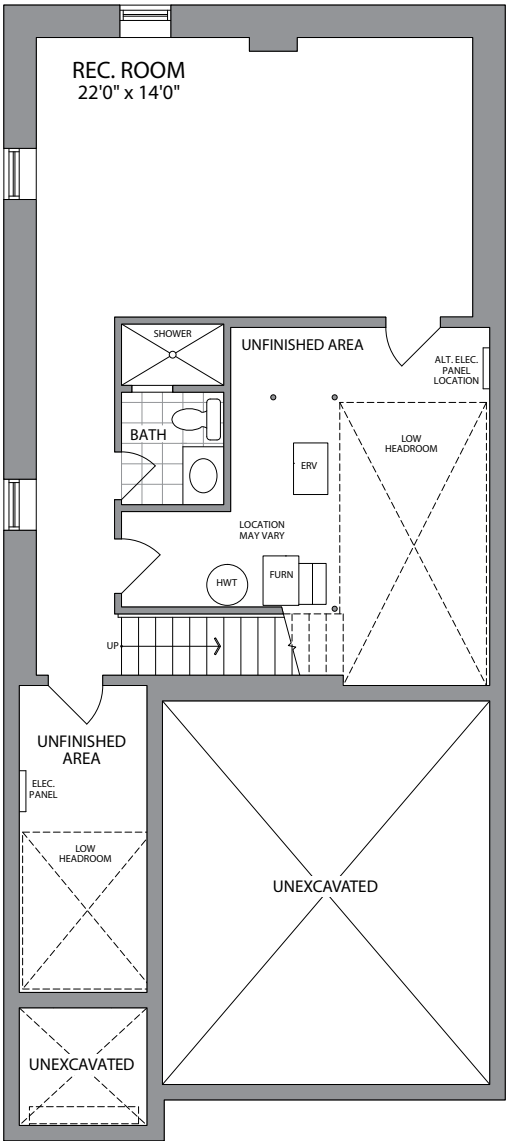 REC. ROOM
22'0" x 14'0"
SHOWER
UNFINISHED AREA
ALT. ELEC.
PANEL
LOCATION
BATH
LOW
HEADROOM
ERV
LOCATION
MAY VARY
HWT
FURN
UP
UNFINISHED
AREA
ELEC.
PANEL
LOW
HEADROOM
UNEXCAVATED
UNEXCAVATED